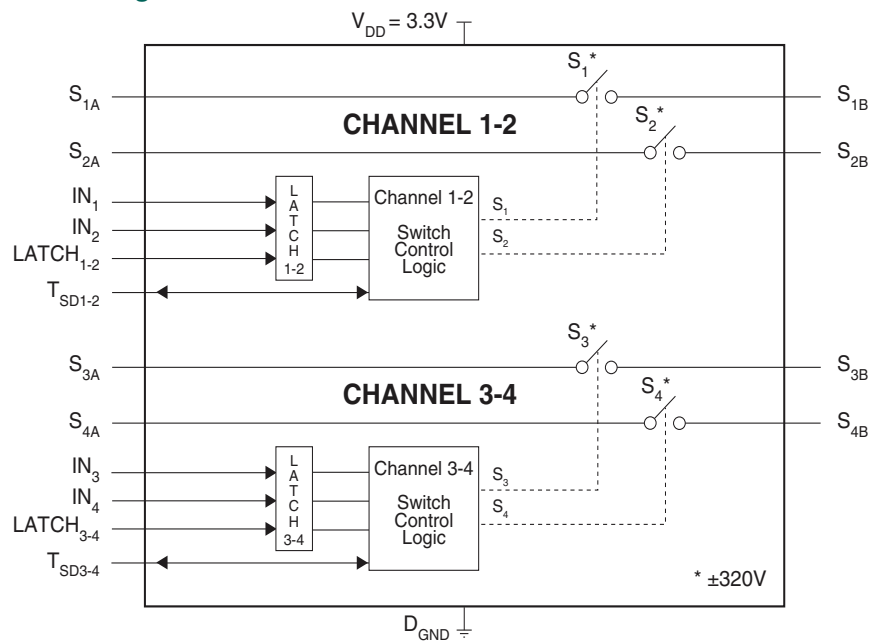 V_DD = 3.3V
S_1*
S_1A
S_1B
CHANNEL 1-2
S_2*
S_2A
S_2B
IN_1
IN_2
LATCH_1-2
T_SD1-2
LATCH
1-2
Channel 1-2
Switch
Control
Logic
S_1
S_2
S_3*
S_3A
S_3B
CHANNEL 3-4
S_4*
S_4A
S_4B
IN_3
IN_4
LATCH_3-4
T_SD3-4
LATCH
3-4
Channel 3-4
Switch
Control
Logic
S_3
S_4
* ±320V
D_GND